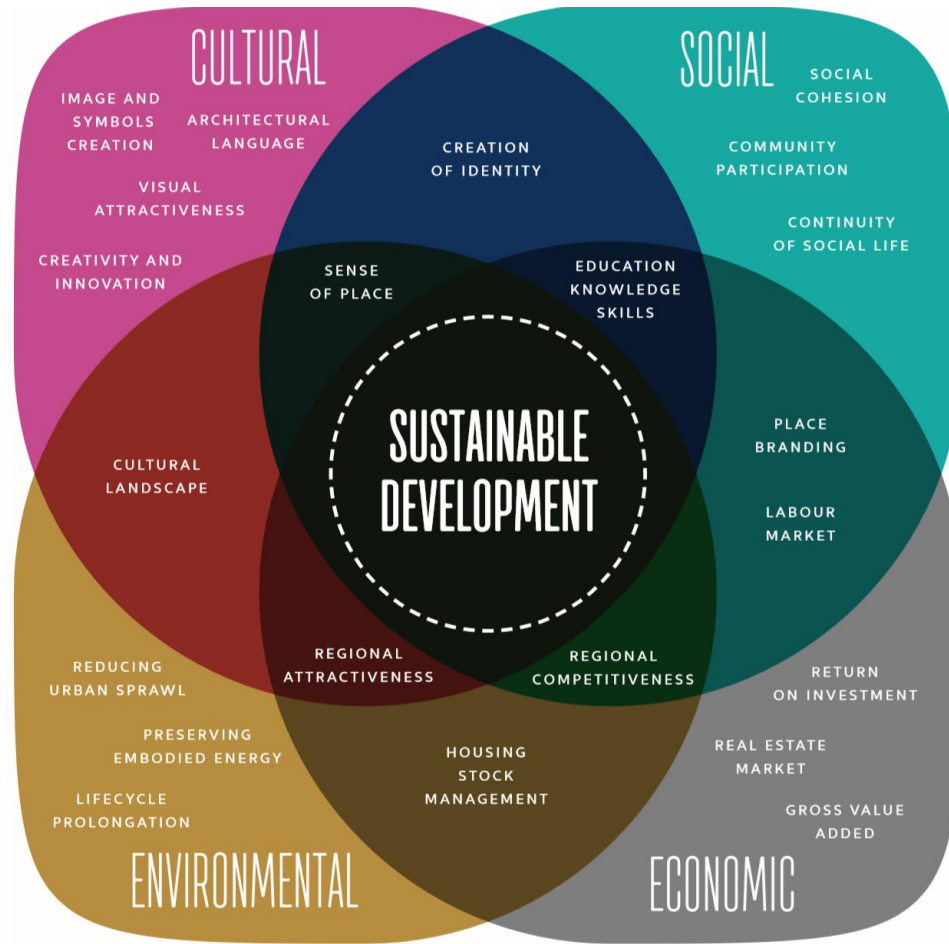 CULTURAL
IMAGE AND
SYMBOLS
CREATION
ARCHITECTURAL
LANGUAGE
VISUAL
ATTRACTIVENESS
CREATIVITY AND
INNOVATION
CREATION
OF IDENTITY
SOCIAL
SOCIAL
COHESION
COMMUNITY
PARTICIPATION
CONTINUITY
OF SOCIAL LIFE
SENSE
OF PLACE
EDUCATION
KNOWLEDGE
SKILLS
CULTURAL
LANDSCAPE
SUSTAINABLE
DEVELOPMENT
PLACE
BRANDING
LABOUR
MARKET
REGIONAL
ATTRACTIVENESS
REGIONAL
COMPETITIVENESS
REDUCING
URBAN SPRAWL
PRESERVING
EMBODIED ENERGY
LIFECYCLE
PROLONGATION
ENVIRONMENTAL
HOUSING
STOCK
MANAGEMENT
RETURN
ON INVESTMENT
REAL ESTATE
MARKET
GROSS VALUE
ADDED
ECONOMIC